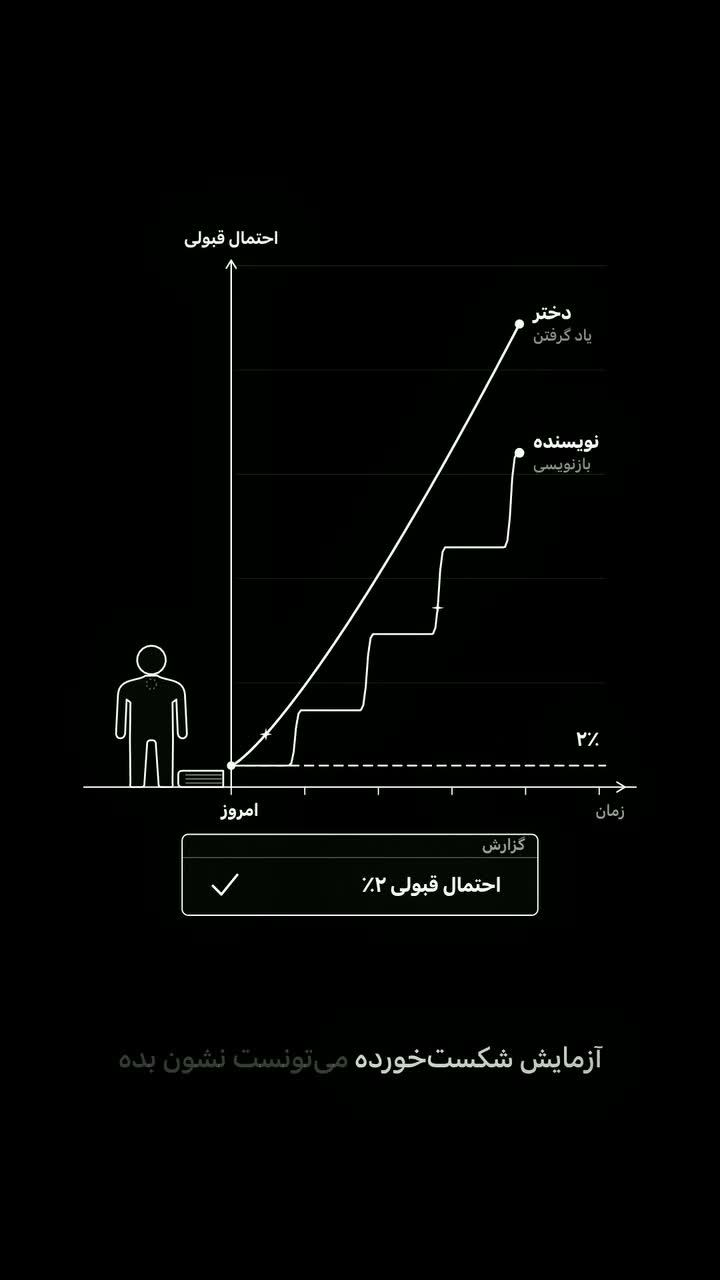 احتمال قبولی
دختر
یاد گرفتن
نویسنده
بازنویسی
۲٪
امروز
زمان
گزارش
احتمال قبولی ۲٪
آزمایش شکست‌خورده می‌تونست نشون بده